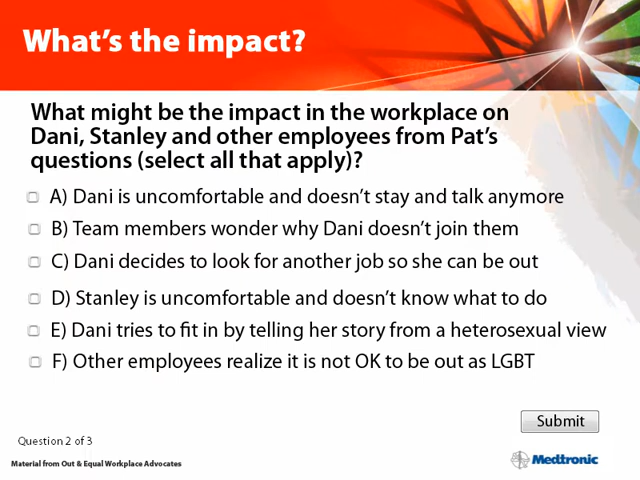 What's the impact?
What might be the impact in the workplace on
Dani, Stanley and other employees from Pat's
questions (select all that apply)?
A) Dani is uncomfortable and doesn't stay and talk anymore
B) Team members wonder why Dani doesn't join them
C) Dani decides to look for another job so she can be out
D) Stanley is uncomfortable and doesn't know what to do
E) Dani tries to fit in by telling her story from a heterosexual view
F) Other employees realize it is not OK to be out as LGBT
Submit
Question 2 of 3
Material from Out & Equal Workplace Advocates
Medtronic